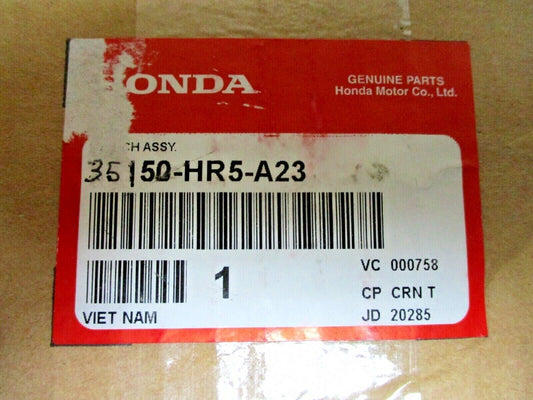 HONDA
GENUINE PARTS
Honda Motor Co., Ltd.
CH ASSY.
35150-HR5-A23
1
VC 000758
CP CRN T
VIET NAM
JD 20285